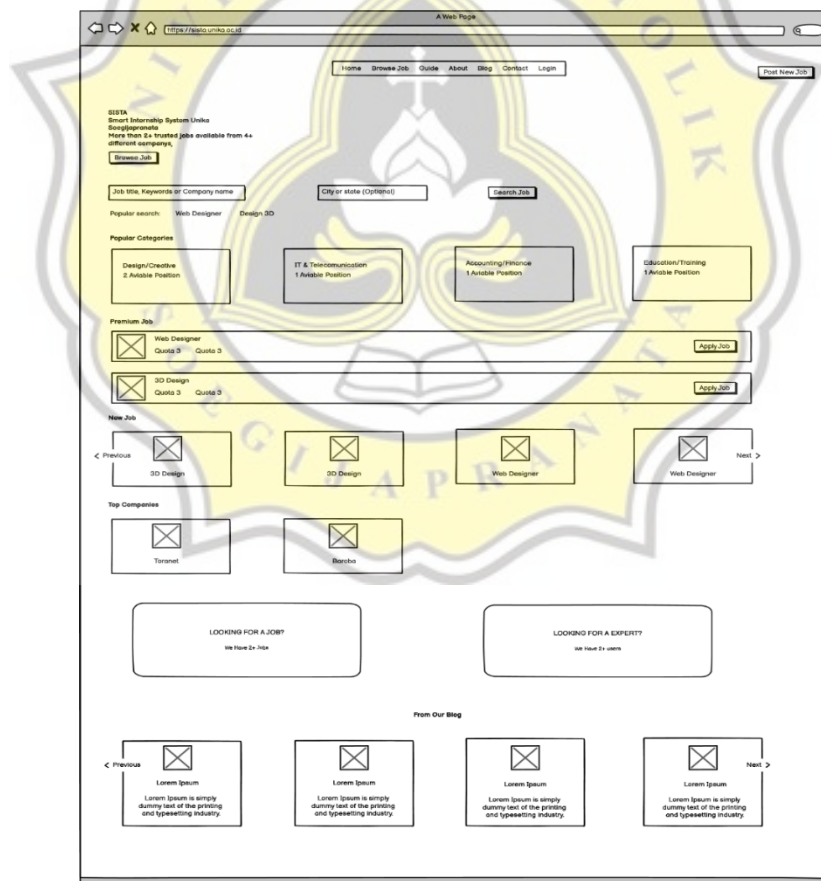 A Web Page
https://sista.unika.ac.id
Home Browse Job Guide About Blog Contact Login
Post New Job
SISTA
Smart Internship System Unika
Soegijapranata
More than 2+ trusted jobs available from 4+
different companys,
Browse Job
Job title, Keywords or Company name
City or state (Optional)
Search Job
Popular search: Web Designer Design 3D
Popular Categories
Design/Creative
2 Aviable Position
IT & Telecomunication
1 Aviable Position
Accounting/Finance
1 Aviable Position
Education/Training
1 Aviable Position
Premium Job
Web Designer
Quota 3 Quota 3
Apply Job
3D Design
Quota 3 Quota 3
Apply Job
New Job
< Previous
3D Design
3D Design
Web Designer
Web Designer
Next >
Top Companies
Toranet
Baroba
LOOKING FOR A JOB?
We Have 2+ Jobs
LOOKING FOR A EXPERT?
We Have 2+ users
From Our Blog
< Previous
Lorem Ipsum
Lorem Ipsum is simply
dummy text of the printing
and typesetting industry.
Lorem Ipsum
Lorem Ipsum is simply
dummy text of the printing
and typesetting industry.
Lorem Ipsum
Lorem Ipsum is simply
dummy text of the printing
and typesetting industry.
Lorem Ipsum
Lorem Ipsum is simply
dummy text of the printing
and typesetting industry.
Next >
SOEGIJAPRANATA